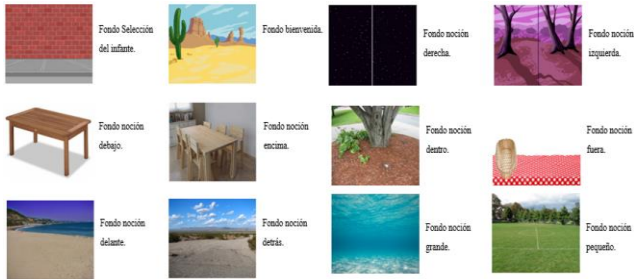 Fondo Selección
del infante.
Fondo bienvenida.
Fondo noción
derecha.
Fondo noción
izquierda.
Fondo noción
debajo.
Fondo noción
encima.
Fondo noción
dentro.
Fondo noción
fuera.
Fondo noción
delante.
Fondo noción
detrás.
Fondo noción
grande.
Fondo noción
pequeño.